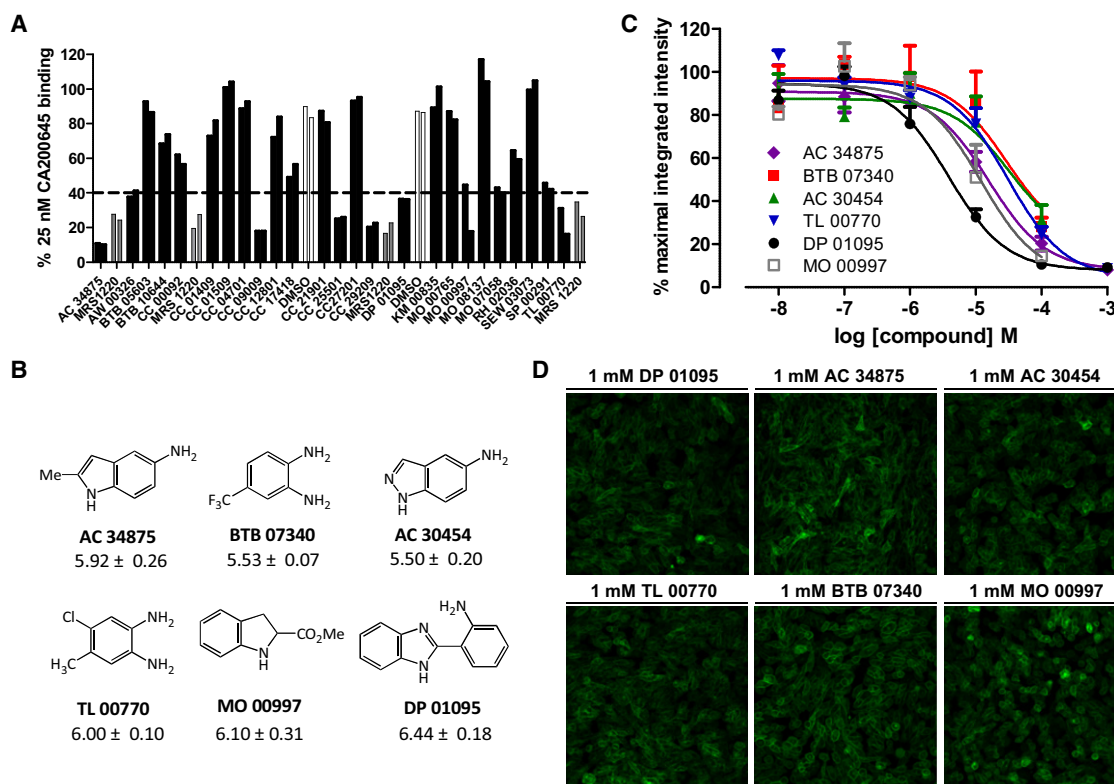 A
% 25 nM CA200645 binding
120
100
80
60
40
20
0
AC 34875
MRS1220
AW 00326
BTB 05803
BTB 10644
BTB 00092
MRS 1220
CC 01409
CC 01509
CC 04701
CC 09009
CC 12901
CC 17418
DMSO
CC 21901
CC 25501
CC27201
CC 29209
MRS1220
DP 01095
DMSO
KM 00835
MO 00765
MO 00997
MO 08137
MO 07058
RH 02036
SEW03073
SP 00291
TL 00770
MRS 1220
C
% maximal integrated intensity
120
100
80
60
40
20
0
AC 34875
BTB 07340
AC 30454
TL 00770
DP 01095
MO 00997
-8 -7 -6 -5 -4 -3
log [compound] M
B
Me N H NH2
AC 34875
5.92 ± 0.26
F3C NH2 NH2
BTB 07340
5.53 ± 0.07
N N H NH2
AC 30454
5.50 ± 0.20
Cl H3C NH2 NH2
TL 00770
6.00 ± 0.10
N H CO2Me
MO 00997
6.10 ± 0.31
H2N N N H
DP 01095
6.44 ± 0.18
D
1 mM DP 01095
1 mM AC 34875
1 mM AC 30454
1 mM TL 00770
1 mM BTB 07340
1 mM MO 00997